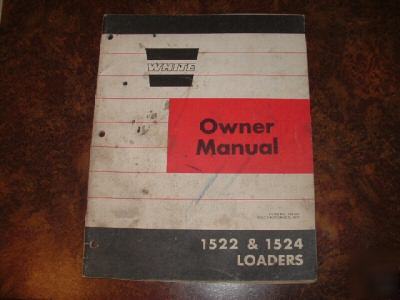 WHITE
Owner
Manual
1522 & 1524
LOADERS